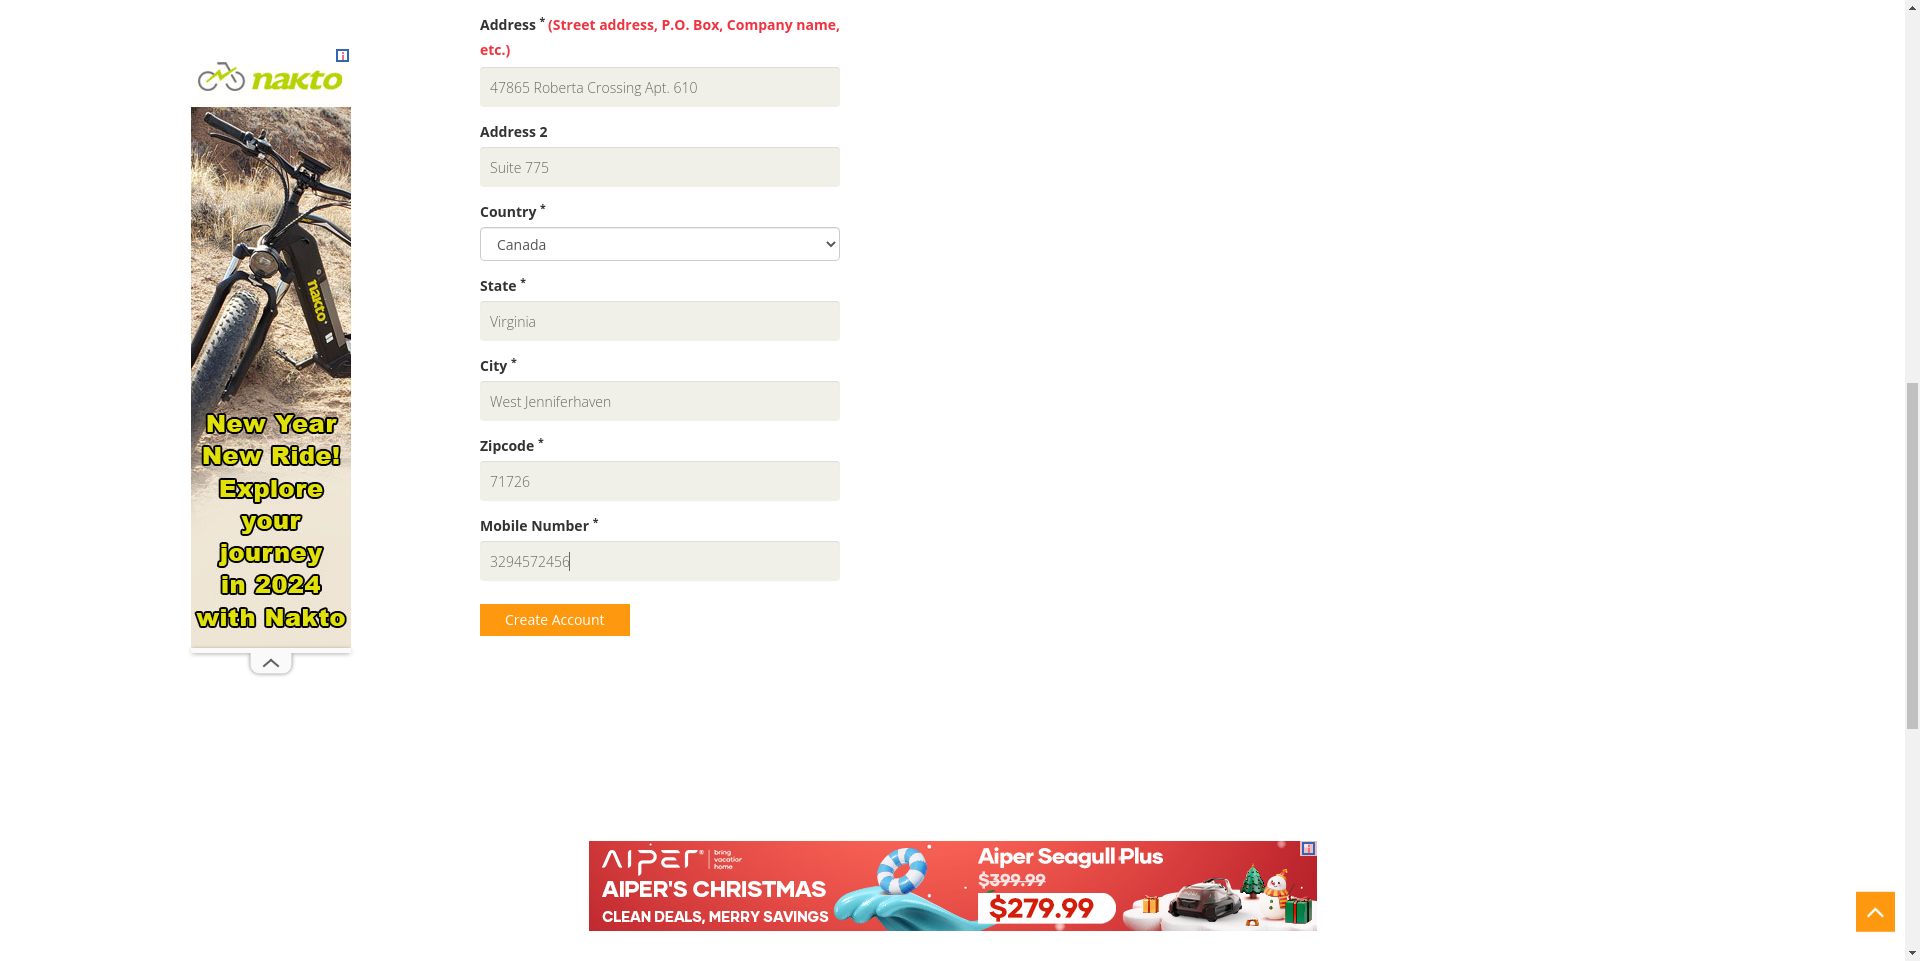 nakto
nakto
New Year
New Ride!
Explore
your
journey
in 2024
with Nakto
Address * (Street address, P.O. Box, Company name,
etc.)
47865 Roberta Crossing Apt. 610
Address 2
Suite 775
Country *
Canada
State *
Virginia
City *
West Jenniferhaven
Zipcode *
71726
Mobile Number *
3294572456
Create Account
AIPER®
bring
vacation
home
AIPER'S CHRISTMAS
CLEAN DEALS, MERRY SAVINGS
Aiper Seagull Plus
$399.99
$279.99